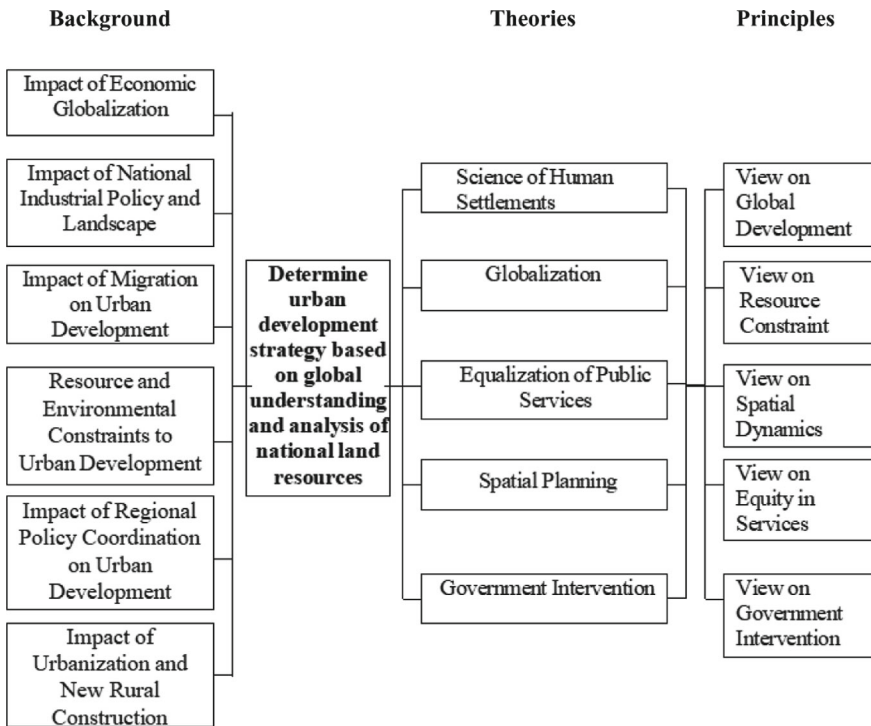 Background
Theories
Principles
Impact of Economic
Globalization
Impact of National
Industrial Policy and
Landscape
Impact of Migration
on Urban
Development
Resource and
Environmental
Constraints to
Urban Development
Impact of Regional
Policy Coordination
on Urban
Development
Impact of
Urbanization and
New Rural
Construction
Determine
urban
development
strategy based
on global
understanding
and analysis of
national land
resources
Science of Human
Settlements
Globalization
Equalization of Public
Services
Spatial Planning
Government Intervention
View on
Global
Development
View on
Resource
Constraint
View on
Spatial
Dynamics
View on
Equity in
Services
View on
Government
Intervention